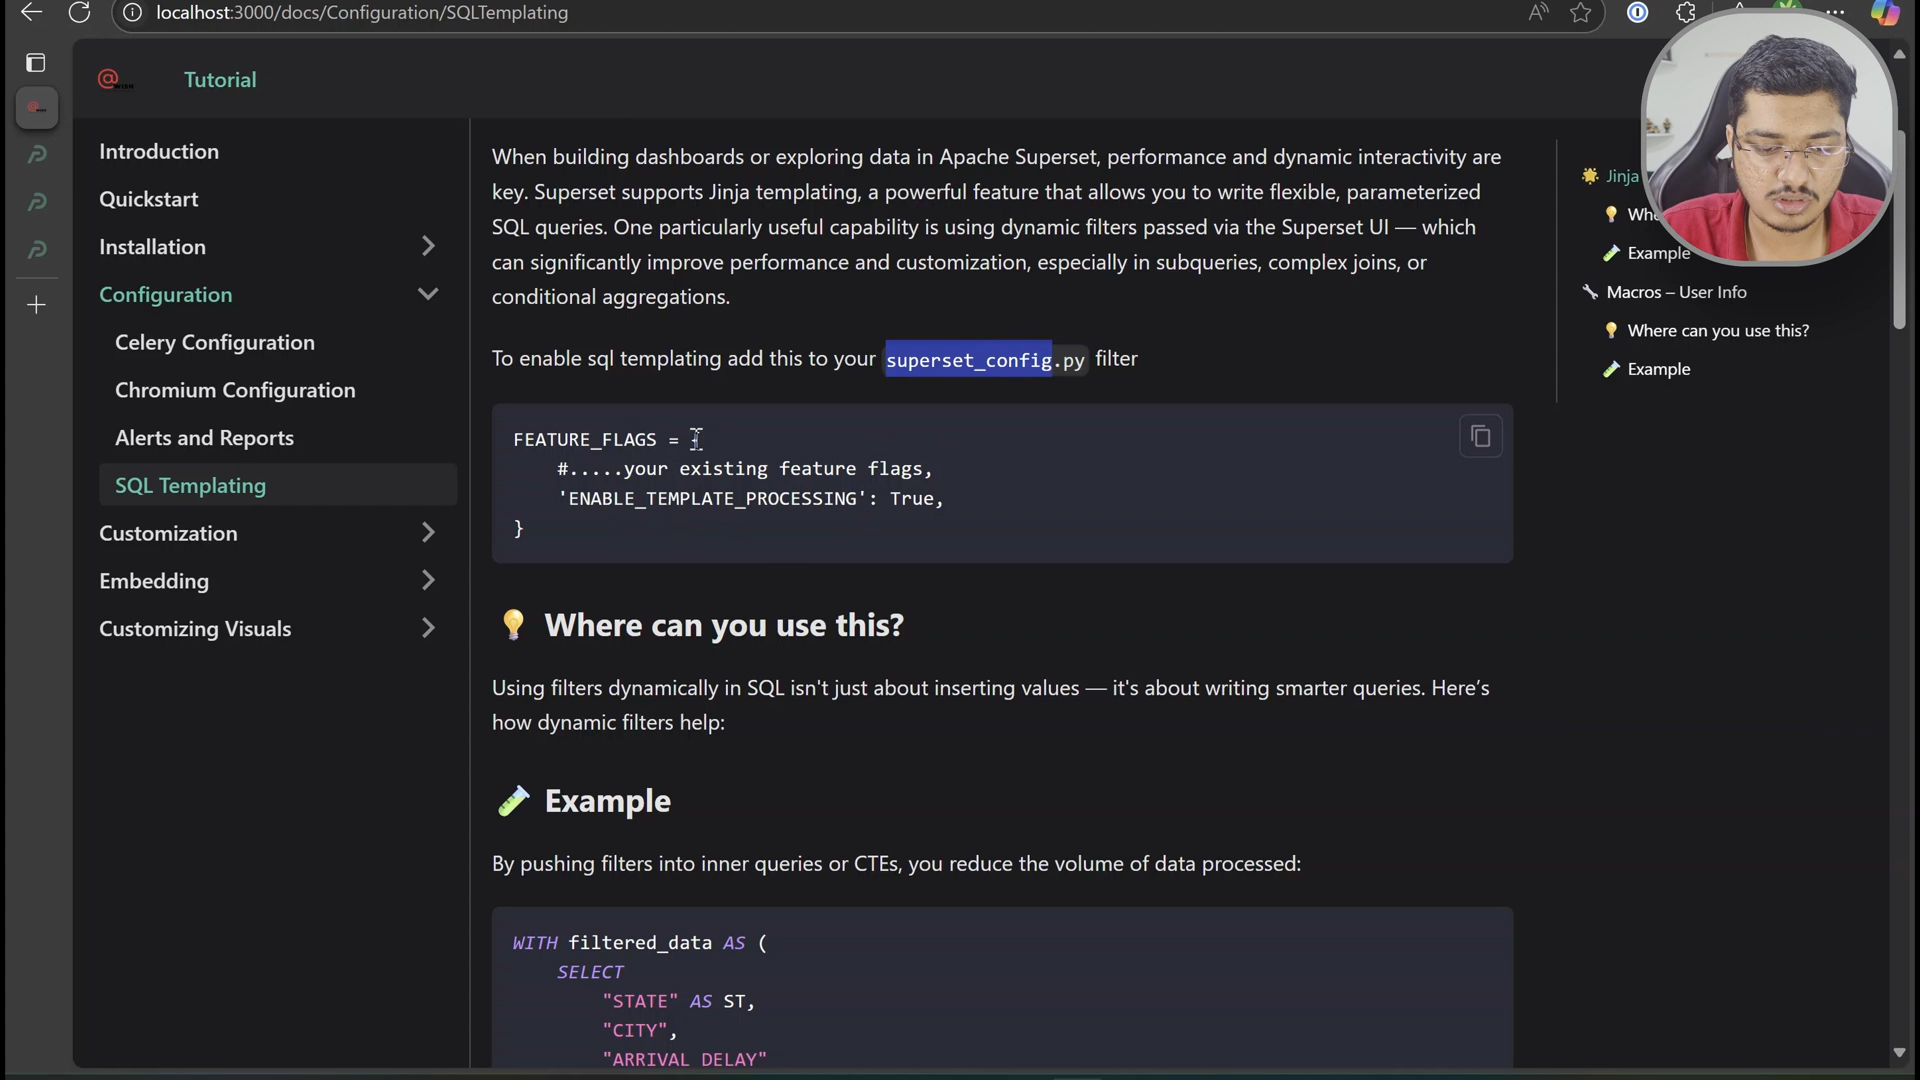 localhost:3000/docs/Configuration/SQLTemplating
Tutorial
Introduction
Quickstart
Installation
Configuration
Celery Configuration
Chromium Configuration
Alerts and Reports
SQL Templating
Customization
Embedding
Customizing Visuals
When building dashboards or exploring data in Apache Superset, performance and dynamic interactivity are
key. Superset supports Jinja templating, a powerful feature that allows you to write flexible, parameterized
SQL queries. One particularly useful capability is using dynamic filters passed via the Superset UI — which
can significantly improve performance and customization, especially in subqueries, complex joins, or
conditional aggregations.
To enable sql templating add this to your superset_config.py filter
FEATURE_FLAGS = {
#.....your existing feature flags,
'ENABLE_TEMPLATE_PROCESSING': True,
}
💡 Where can you use this?
Using filters dynamically in SQL isn't just about inserting values — it's about writing smarter queries. Here’s
how dynamic filters help:
🧪 Example
By pushing filters into inner queries or CTEs, you reduce the volume of data processed:
WITH filtered_data AS (
SELECT
"STATE" AS ST,
"CITY",
"ARRIVAL_DELAY"
🌟 Jinja
💡
🧪 Example
🔧 Macros – User Info
💡 Where can you use this?
🧪 Example